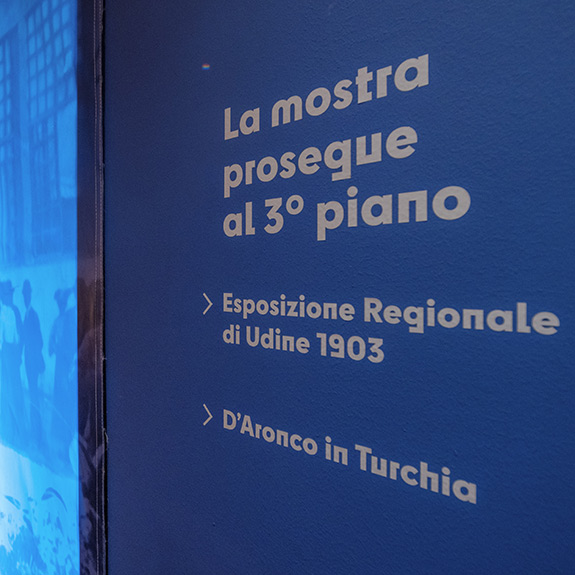 La mostra
prosegue
al 3° piano
> Esposizione Regionale
di Udine 1903
> D'Aronco in Turchia